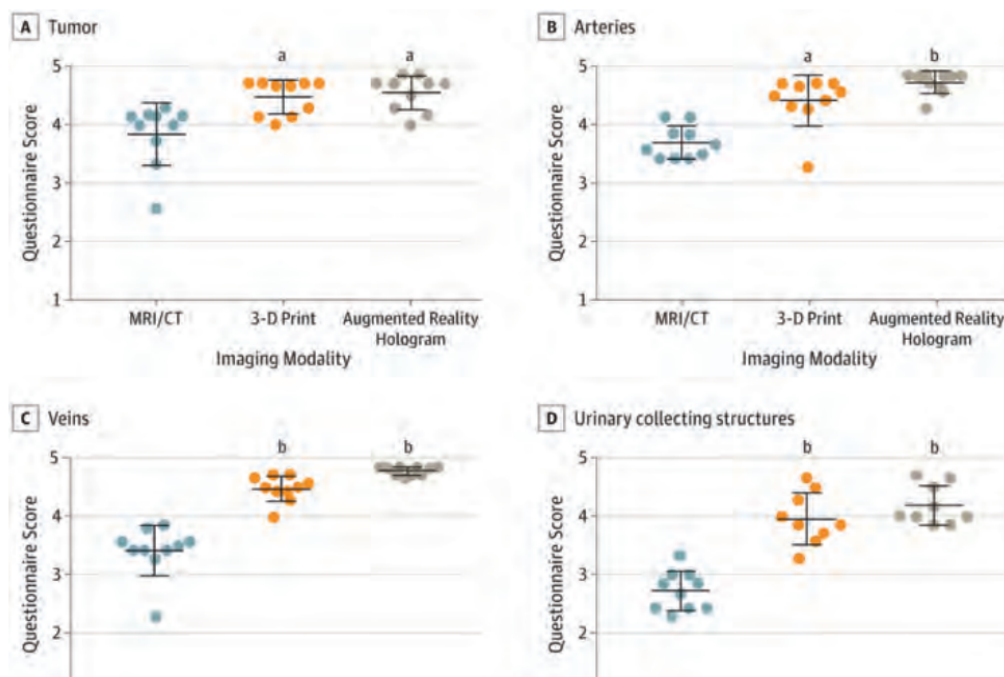 A Tumor
5
4
3
2
1
Questionnaire Score
a
a
MRI/CT
3-D Print
Augmented Reality
Hologram
Imaging Modality
B Arteries
5
4
3
2
1
Questionnaire Score
a
b
MRI/CT
3-D Print
Augmented Reality
Hologram
Imaging Modality
C Veins
5
4
3
2
Questionnaire Score
b
b
D Urinary collecting structures
5
4
3
2
Questionnaire Score
b
b